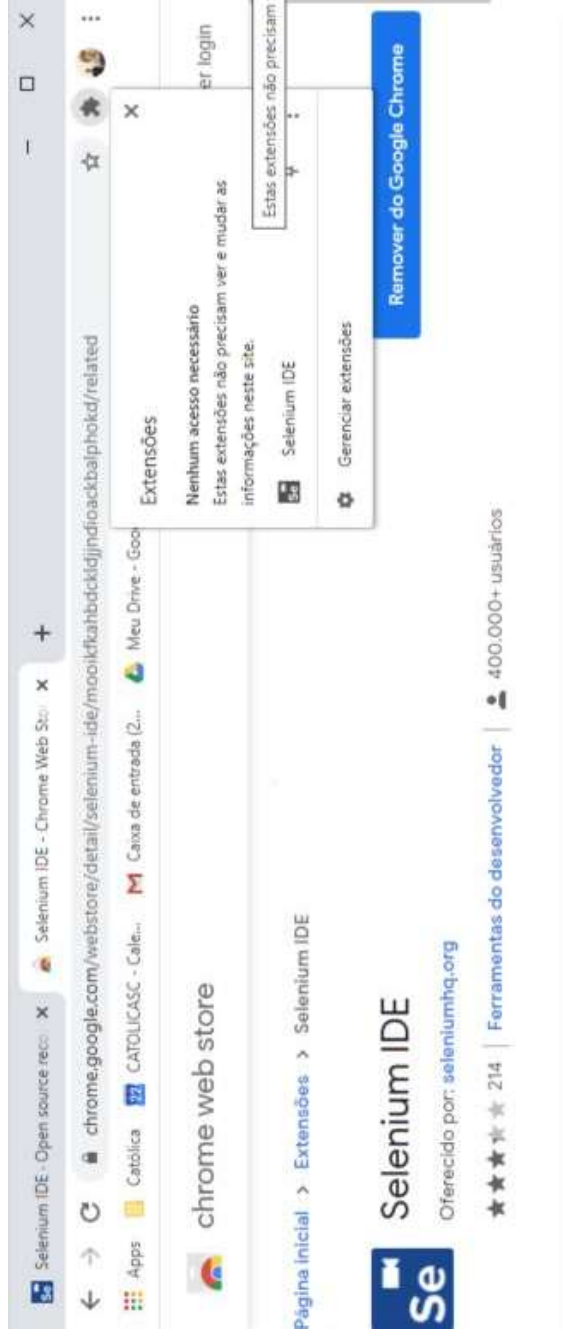 Selenium IDE - Open source reco
Selenium IDE - Chrome Web Sto
chrome.google.com/webstore/detail/selenium-ide/mooikfkahbdckldjjndioackbalphokd/related
Apps
Católica
22
CATOLICASC - Cale...
Caixa de entrada (2...
Meu Drive - Goo
chrome web store
er login
Extensões
Nenhum acesso necessário
Estas extensões não precisam ver e mudar as
informações neste site.
Se
Selenium IDE
Estas extensões não precisam
Gerenciar extensões
Página inicial > Extensões > Selenium IDE
Se
Selenium IDE
Remover do Google Chrome
Oferecido por: seleniumhq.org
214 | Ferramentas do desenvolvedor | 400.000+ usuários